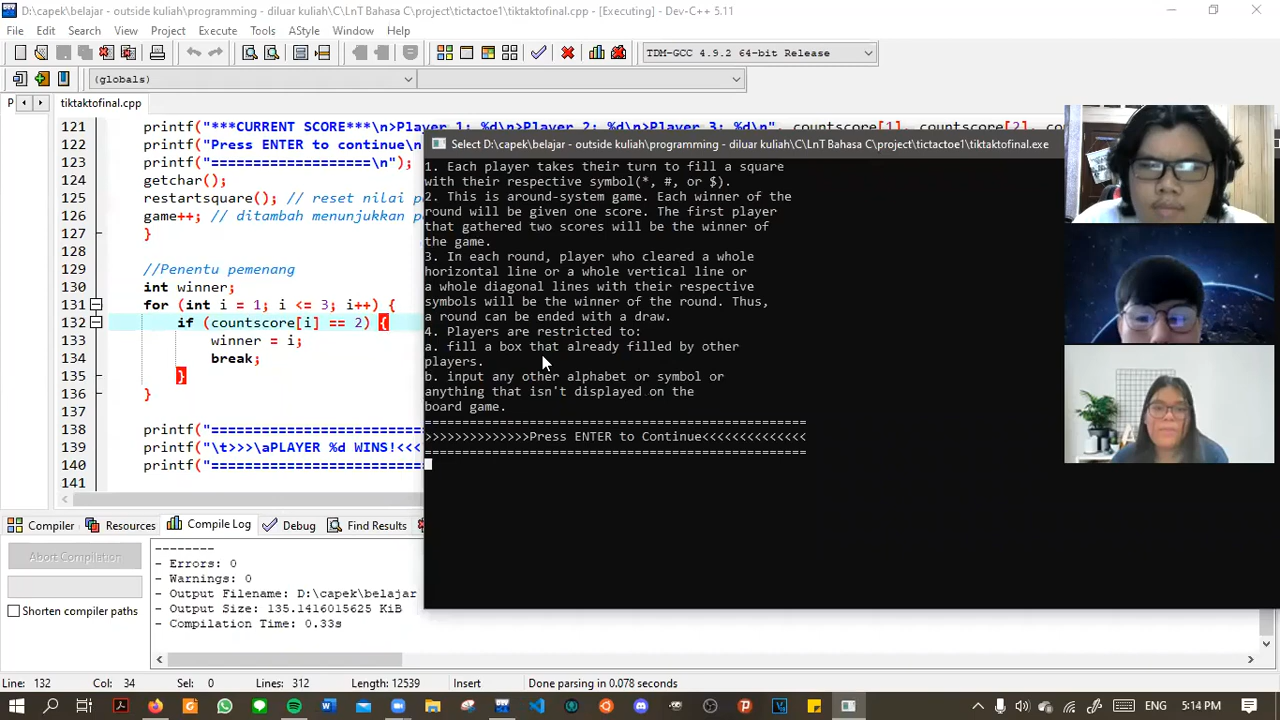 D:\capek\belajar - outside kuliah\programming - diluar kuliah\C\LnT Bahasa C\project\tictactoe1\tiktaktofinal.cpp - [Executing] - Dev-C++ 5.11
File Edit Search View Project Execute Tools AStyle Window Help
TDM-GCC 4.9.2 64-bit Release
(globals)
P
tiktaktofinal.cpp
121 printf("***CURRENT SCORE***\n>Player 1: %d\n>Player 2: %d\n>Player 3: %d\n", countscore[1], countscore[2],
122 printf("Press ENTER to continue\n
123 printf("=================\n");
124 getchar();
125 restartsquare(); // reset nilai
126 game++; // ditambah menunjukkan
127 }
128
129 //Penentu pemenang
130 int winner;
131 for (int i = 1; i <= 3; i++) {
132 if (countscore[i] == 2) {
133 winner = i;
134 break;
135 }
136 }
137
138 printf("============================
139 printf("\t>>>\aPLAYER %d WINS!<<<
140 printf("============================
141
Select D:\capek\belajar - outside kuliah\programming - diluar kuliah\C\LnT Bahasa C\project\tictactoe1\tiktaktofinal.exe
1. Each player takes their turn to fill a square
with their respective symbol(*, #, or $).
2. This is around-system game. Each winner of the
round will be given one score. The first player
that gathered two scores will be the winner of
the game.
3. In each round, player who cleared a whole
horizontal line or a whole vertical line or
a whole diagonal lines with their respective
symbols will be the winner of the round. Thus,
a round can be ended with a draw.
4. Players are restricted to:
a. fill a box that already filled by other
players.
b. input any other alphabet or symbol or
anything that isn't displayed on the
board game.
===================================================
>>>>>>>>>>>>>>Press ENTER to Continue<<<<<<<<<<<<<<
===================================================
Compiler Resources Compile Log Debug Find Results
Abort Compilation
Shorten compiler paths
--------
- Errors: 0
- Warnings: 0
- Output Filename: D:\capek\belajar
- Output Size: 135.1416015625 KiB
- Compilation Time: 0.33s
Line: 132 Col: 34 Sel: 0 Lines: 312 Length: 12539 Insert Done parsing in 0.078 seconds
ENG 5:14 PM